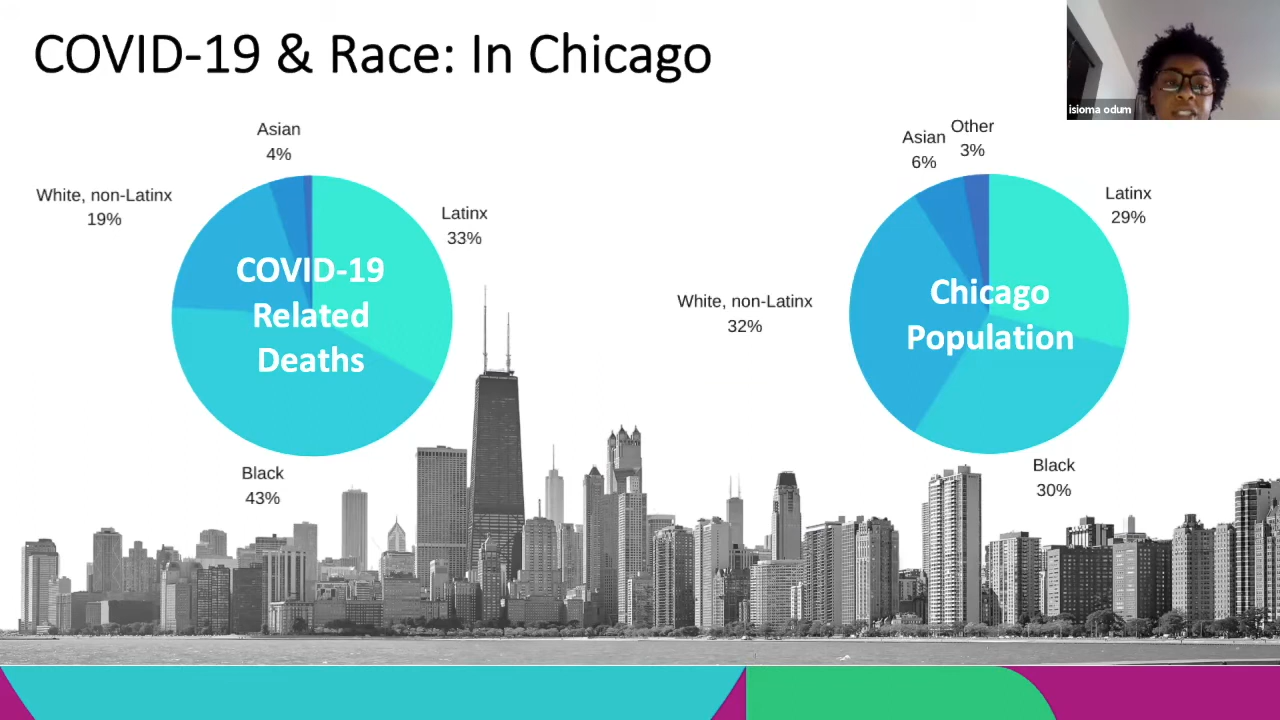 COVID-19 & Race: In Chicago
isioma odum
Asian
4%
White, non-Latinx
19%
Latinx
33%
COVID-19
Related
Deaths
Black
43%
Asian
6%
Other
3%
Latinx
29%
White, non-Latinx
32%
Chicago
Population
Black
30%